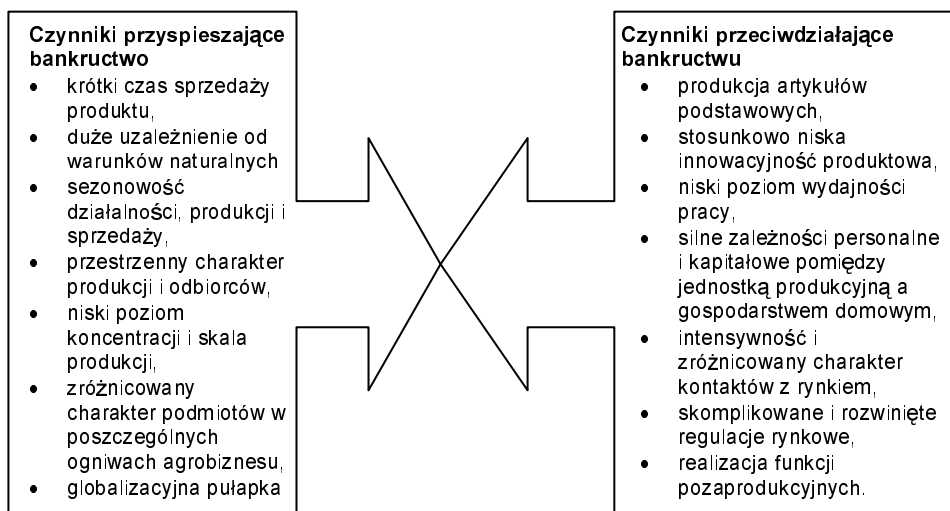 Czynniki przyspieszające
bankructwo
• krótki czas sprzedaży
produktu,
• duże uzależnienie od
warunków naturalnych
• sezonowość
działalności, produkcji i
sprzedaży,
• przestrzenny charakter
produkcji i odbiorców,
• niski poziom
koncentracji i skala
produkcji,
• zróżnicowany
charakter podmiotów w
poszczególnych
ogniwach agrobiznesu,
• globalizacyjna pułapka
Czynniki przeciwdziałające
bankructwu
• produkcja artykułów
podstawowych,
• stosunkowo niska
innowacyjność produktowa,
• niski poziom wydajności
pracy,
• silne zależności personalne
i kapitałowe pomiędzy
jednostką produkcyjną a
gospodarstwem domowym,
• intensywność i
zróżnicowany charakter
kontaktów z rynkiem,
• skomplikowane i rozwinięte
regulacje rynkowe,
• realizacja funkcji
pozaprodukcyjnych.